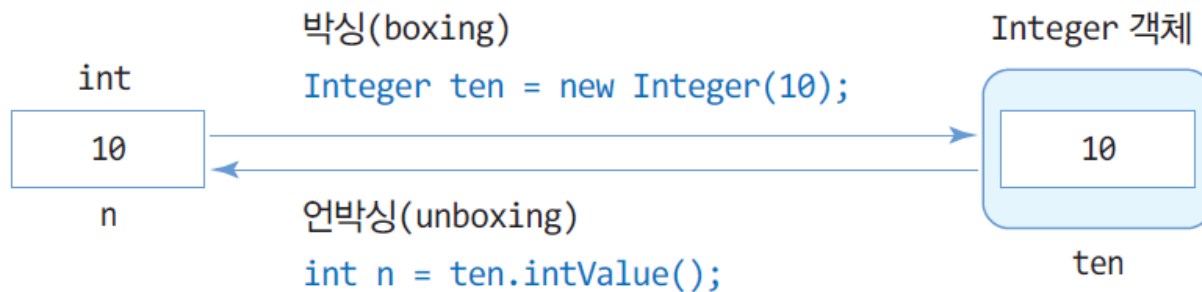 박싱(boxing)
Integer 객체
int
Integer ten = new Integer(10);
10
10
n
언박싱(unboxing)
ten
int n = ten.intValue();